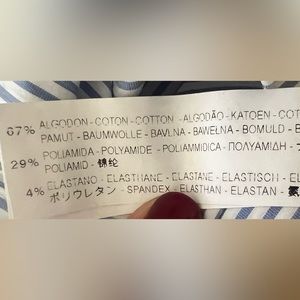 67% ALGODON - COTON - COTTON - ALGODÃO - KATOEN - COT
PAMUT - BAUMWOLLE - BAVLNA - BAWEŁNA - BOMULD - B
29% POLIAMIDA - POLYAMIDE - POLIAMMIDICA - ΠΟΛΥΑΜΙΔΗ -
POLIAMID - 锦纶
4% ELASTANO - ELASTHANE - ELASTANE - ELASTISCH - EL
ポリウレタン - SPANDEX - ELASTHAN - ELASTAN - 氨